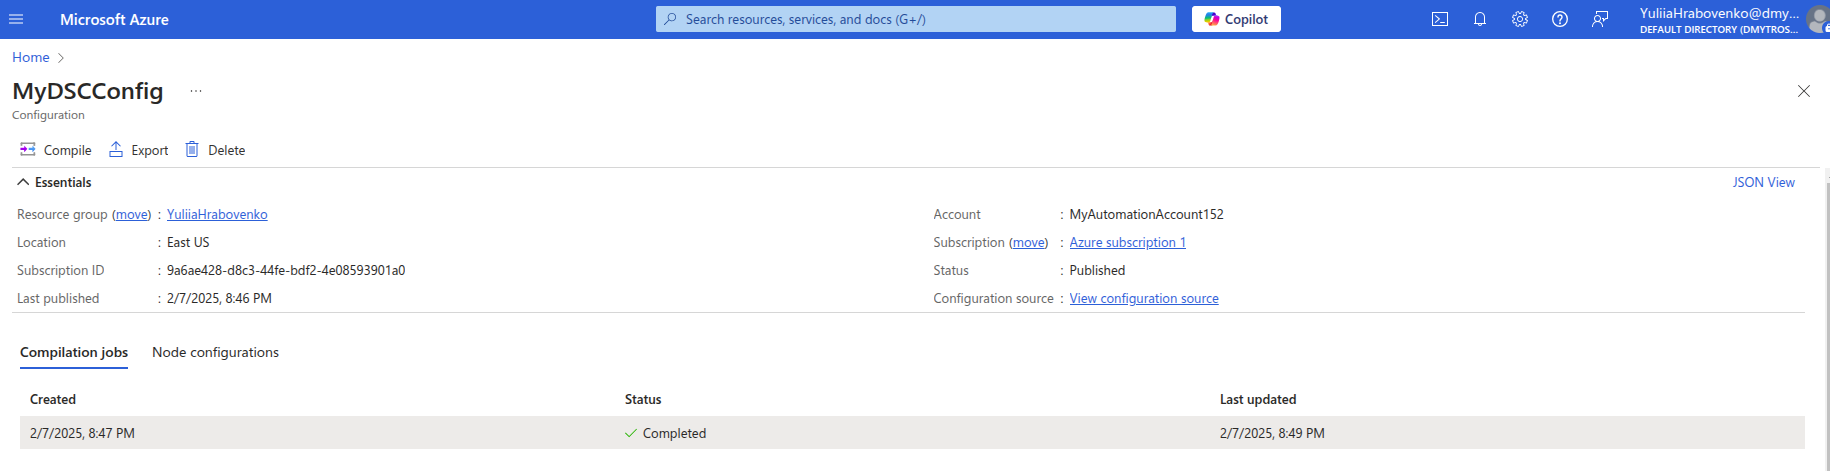 Microsoft Azure
Search resources, services, and docs (G+/)
Copilot
YuliiaHrabovenko@dmy...
DEFAULT DIRECTORY (DMYTROS...
Home
MyDSCConfig ...
Configuration
Compile Export Delete
Essentials JSON View
Resource group (move) : YuliiaHrabovenko
Account : MyAutomationAccount152
Location : East US
Subscription (move) : Azure subscription 1
Subscription ID : 9a6ae428-d8c3-44fe-bdf2-4e08593901a0
Status : Published
Last published : 2/7/2025, 8:46 PM
Configuration source : View configuration source
Compilation jobs Node configurations
Created Status Last updated
2/7/2025, 8:47 PM Completed 2/7/2025, 8:49 PM